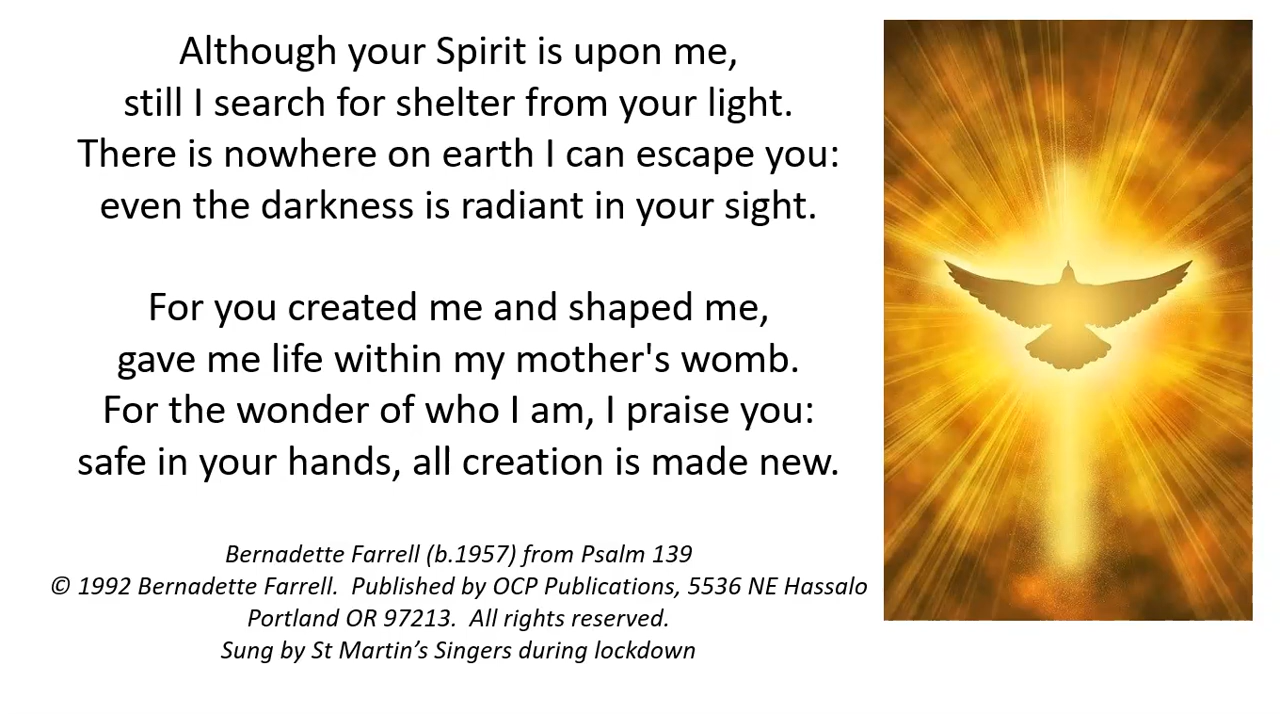 Although your Spirit is upon me,
still I search for shelter from your light.
There is nowhere on earth I can escape you:
even the darkness is radiant in your sight.
For you created me and shaped me,
gave me life within my mother's womb.
For the wonder of who I am, I praise you:
safe in your hands, all creation is made new.
Bernadette Farrell (b.1957) from Psalm 139
© 1992 Bernadette Farrell.  Published by OCP Publications, 5536 NE Hassalo
Portland OR 97213.  All rights reserved.
Sung by St Martin’s Singers during lockdown